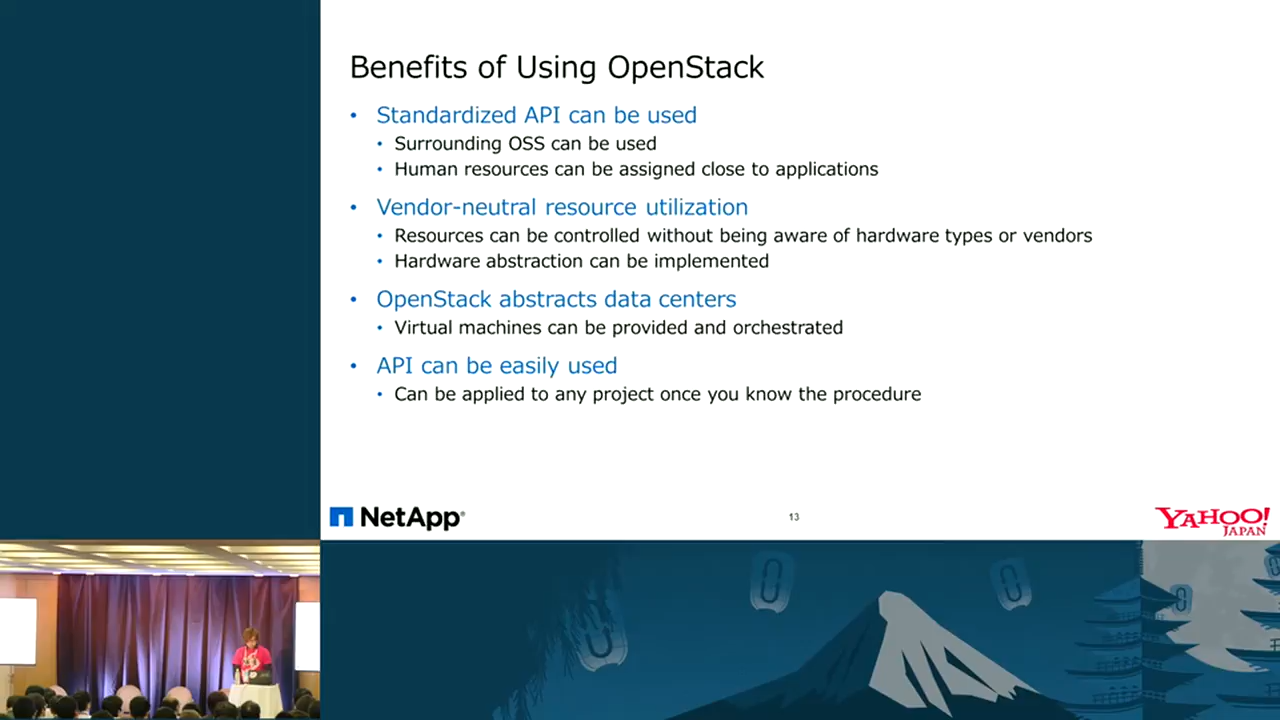 Benefits of Using OpenStack
• Standardized API can be used
• Surrounding OSS can be used
• Human resources can be assigned close to applications
• Vendor-neutral resource utilization
• Resources can be controlled without being aware of hardware types or vendors
• Hardware abstraction can be implemented
• OpenStack abstracts data centers
• Virtual machines can be provided and orchestrated
• API can be easily used
• Can be applied to any project once you know the procedure
NetApp®
13
YAHOO!
JAPAN